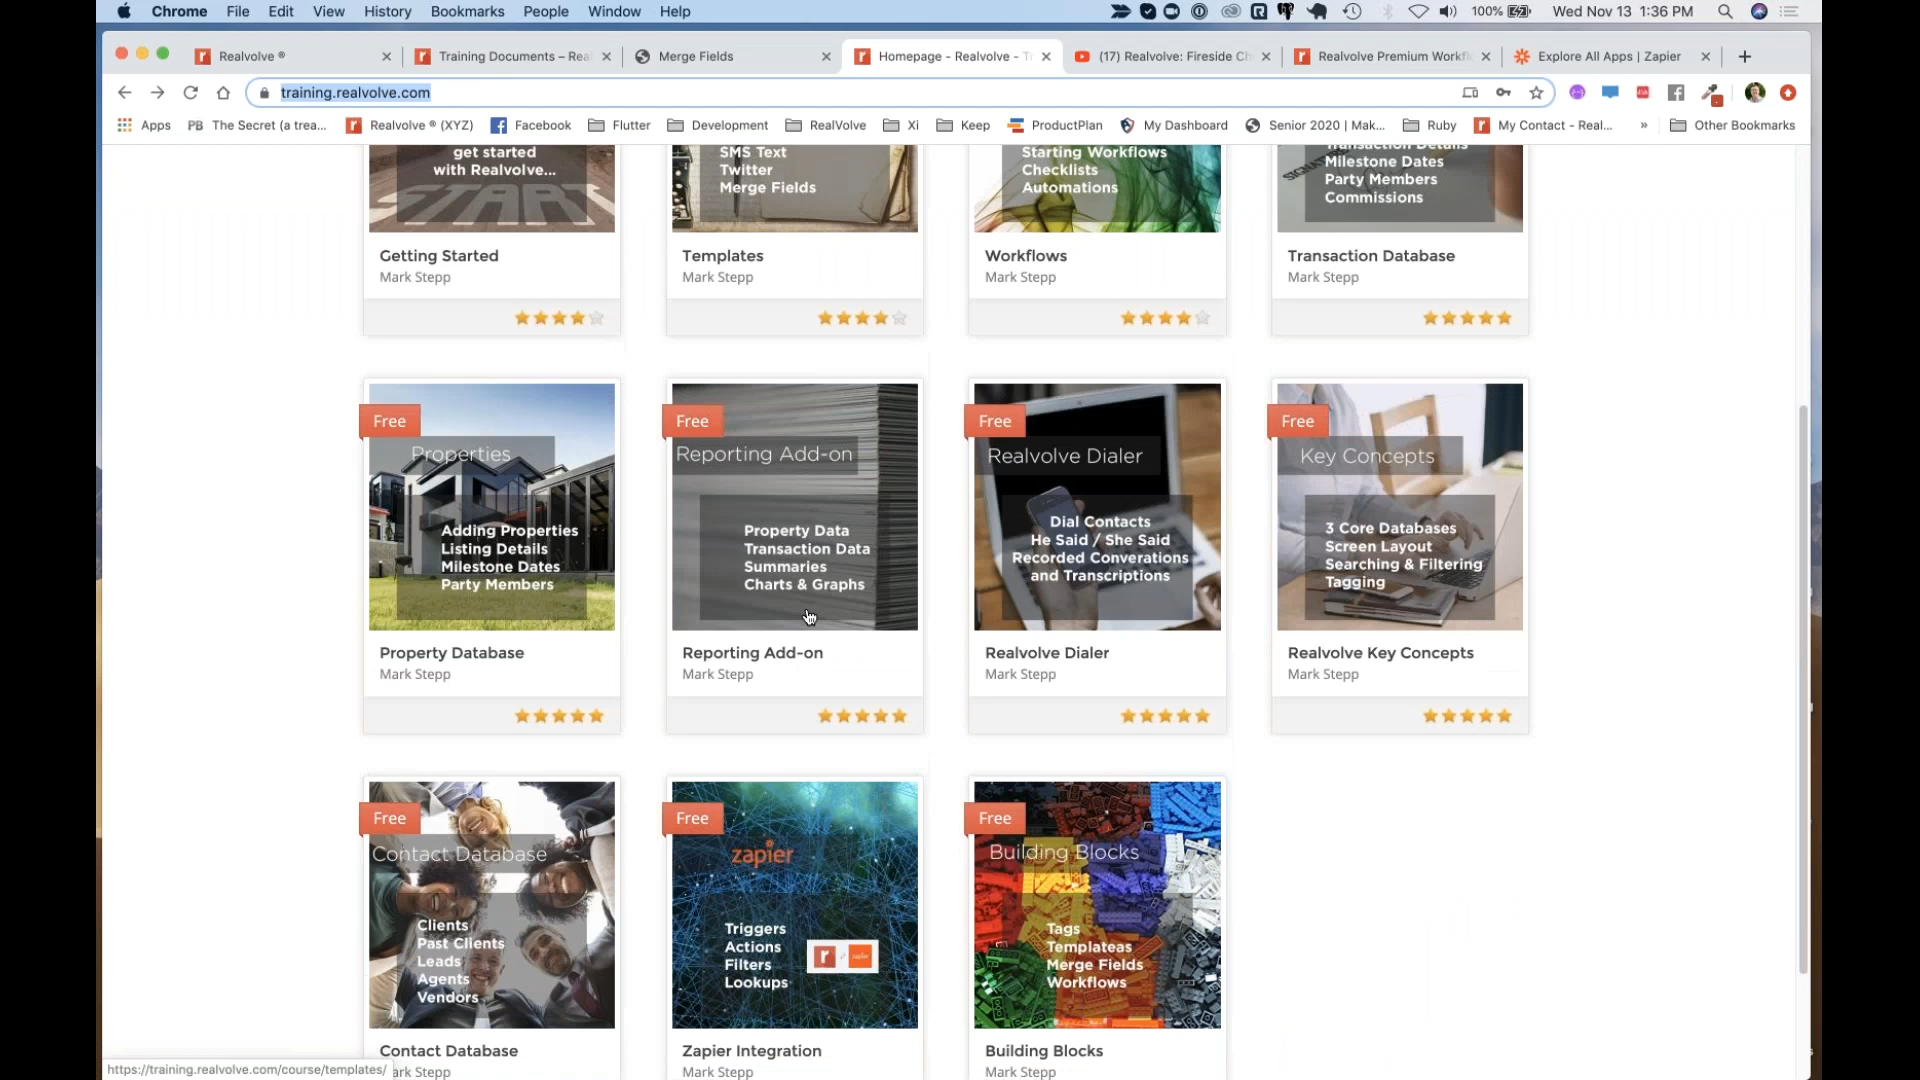 Chrome File Edit View History Bookmarks People Window Help
100% Wed Nov 13 1:36 PM
Realvolve ®
Training Documents – Rea
Merge Fields
Homepage - Realvolve - Tr
(17) Realvolve: Fireside Ch
Realvolve Premium Workfl
Explore All Apps | Zapier
training.realvolve.com
Apps
PB The Secret (a trea...
Realvolve ® (XYZ)
Facebook
Flutter
Development
RealVolve
Xi
Keep
ProductPlan
My Dashboard
Senior 2020 | Mak...
Ruby
My Contact - Real...
»
Other Bookmarks
get started
with Realvolve...
START
Getting Started
Mark Stepp
SMS Text
Twitter
Merge Fields
Templates
Mark Stepp
Starting Workflows
Checklists
Automations
Workflows
Mark Stepp
Transaction Details
Milestone Dates
Party Members
Commissions
Transaction Database
Mark Stepp
Free
Properties
Adding Properties
Listing Details
Milestone Dates
Party Members
Property Database
Mark Stepp
Free
Reporting Add-on
Property Data
Transaction Data
Summaries
Charts & Graphs
Reporting Add-on
Mark Stepp
Free
Realvolve Dialer
Dial Contacts
He Said / She Said
Recorded Converations
and Transcriptions
Realvolve Dialer
Mark Stepp
Free
Key Concepts
3 Core Databases
Screen Layout
Searching & Filtering
Tagging
Realvolve Key Concepts
Mark Stepp
Free
Contact Database
Clients
Past Clients
Leads
Agents
Vendors
Contact Database
ark Stepp
Free
zapier
Triggers
Actions
Filters
Lookups
Zapier Integration
Mark Stepp
Free
Building Blocks
Tags
Templateas
Merge Fields
Workflows
Building Blocks
Mark Stepp
https://training.realvolve.com/course/templates/